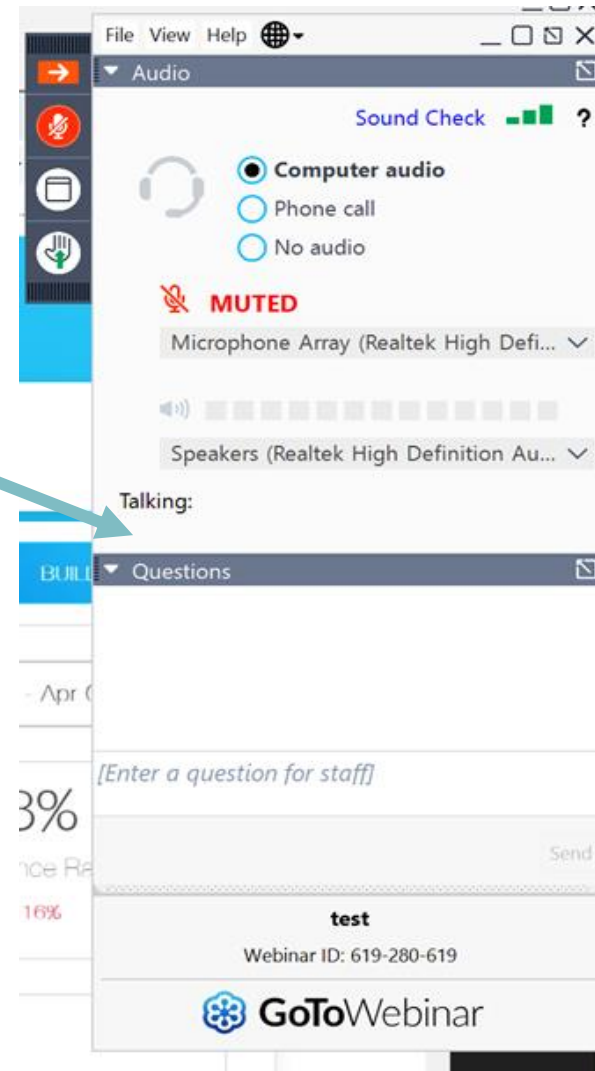 File View Help
Audio
Sound Check ?
Computer audio
Phone call
No audio
MUTED
Microphone Array (Realtek High Defi...
Speakers (Realtek High Definition Au...
Talking:
BUIL
Questions
- Apr
[Enter a question for staff]
3%
Send
nce Ra
16%
test
Webinar ID: 619-280-619
GoToWebinar